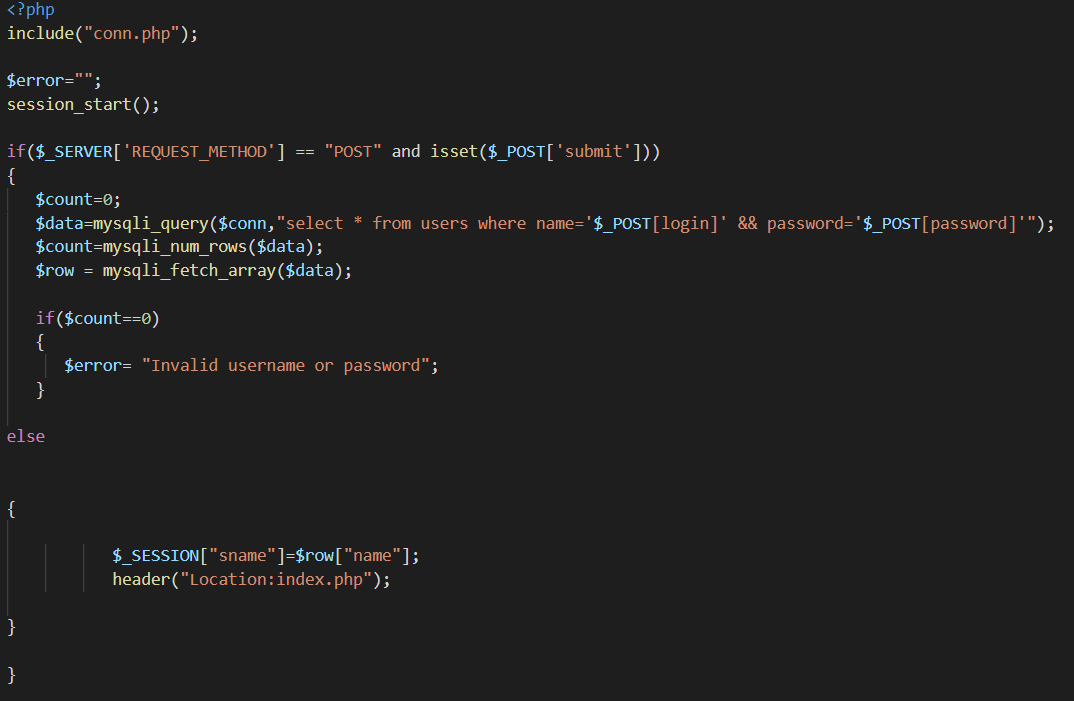 <?php
include("conn.php");
$error="";
session_start();
if($_SERVER['REQUEST_METHOD'] == "POST" and isset($_POST['submit']))
{
$count=0;
$data=mysqli_query($conn,"select * from users where name='$_POST[login]' && password='$_POST[password]'");
$count=mysqli_num_rows($data);
$row = mysqli_fetch_array($data);
if($count==0)
{
$error= "Invalid username or password";
}
else
{
$_SESSION["sname"]=$row["name"];
header("Location:index.php");
}
}